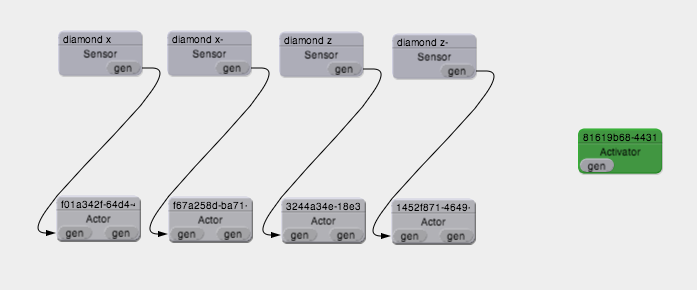 diamond x
Sensor
gen
diamond x-
Sensor
gen
diamond z
Sensor
gen
diamond z-
Sensor
gen
81619b68-4431
Activator
gen
f01a342f-64d4-
Actor
gen gen
f67a258d-ba71-
Actor
gen gen
3244a34e-18e3
Actor
gen gen
1452f871-4649-
Actor
gen gen